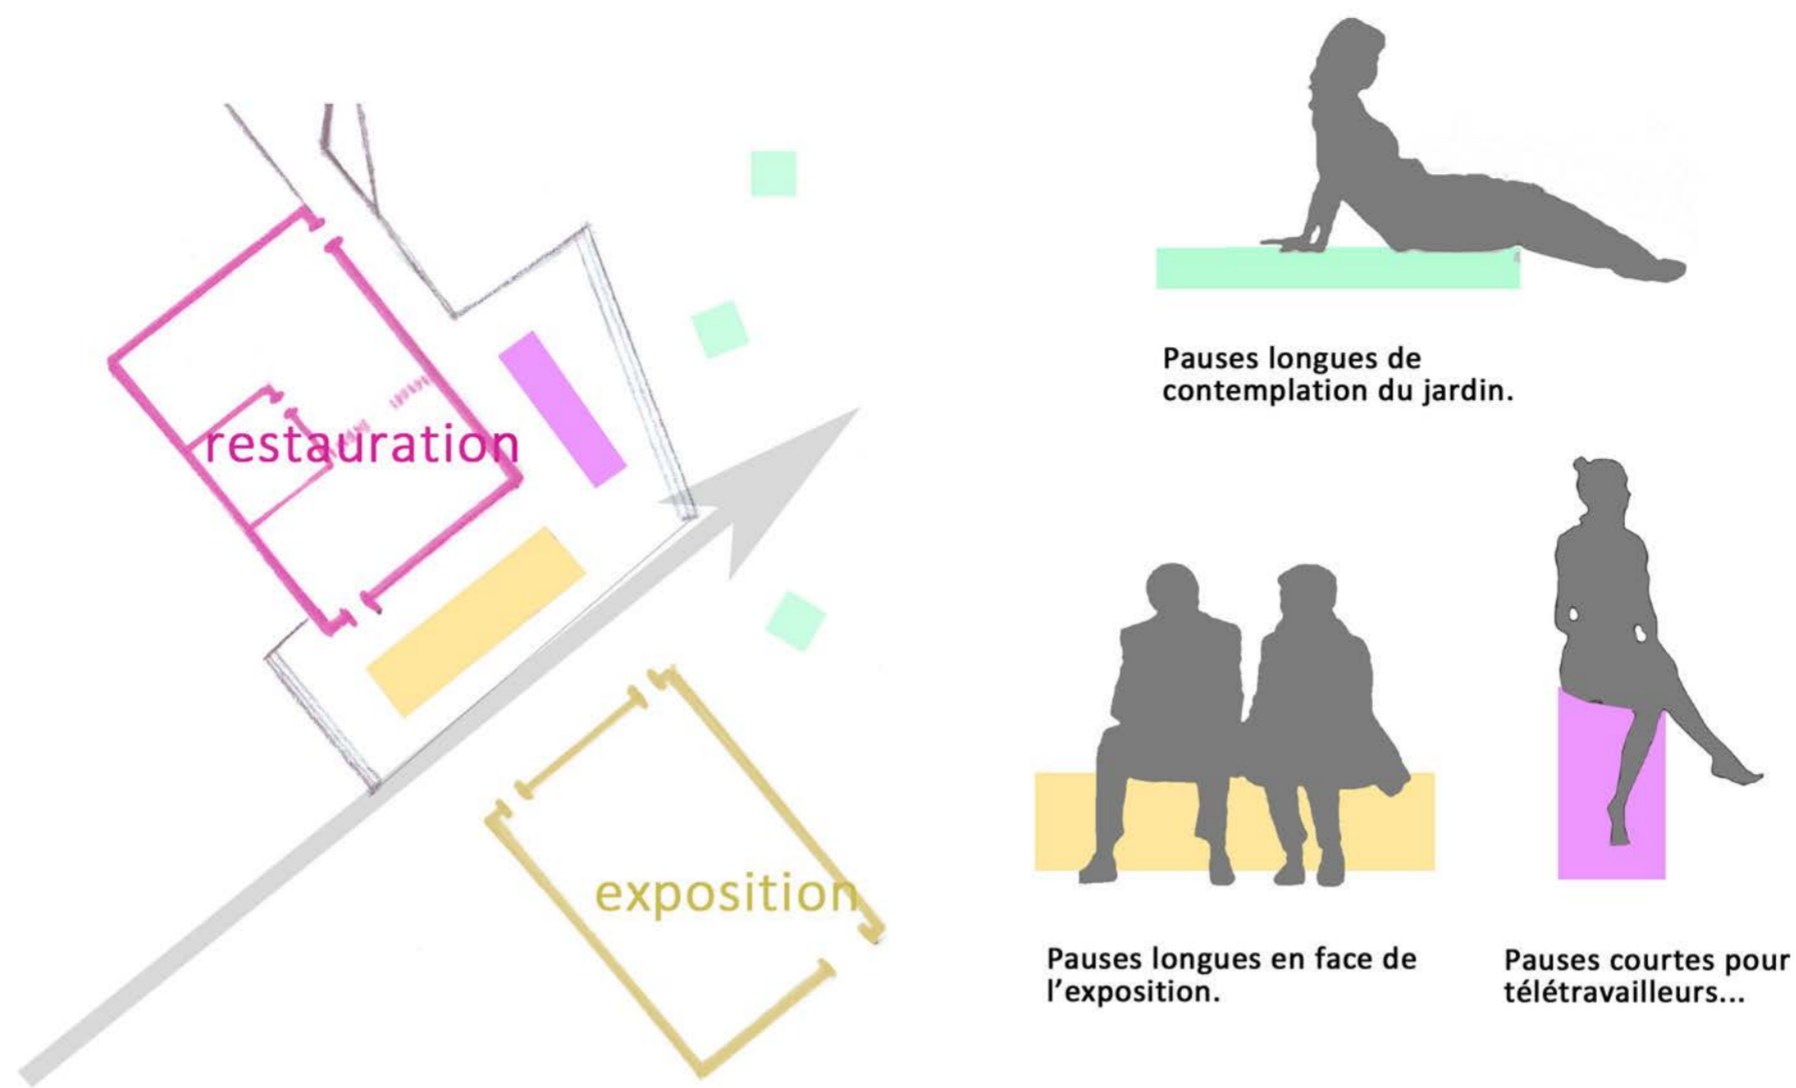 restauration
exposition
Pauses longues de
contemplation du jardin.
Pauses longues en face de
l'exposition.
Pauses courtes pour
télétravailleurs...